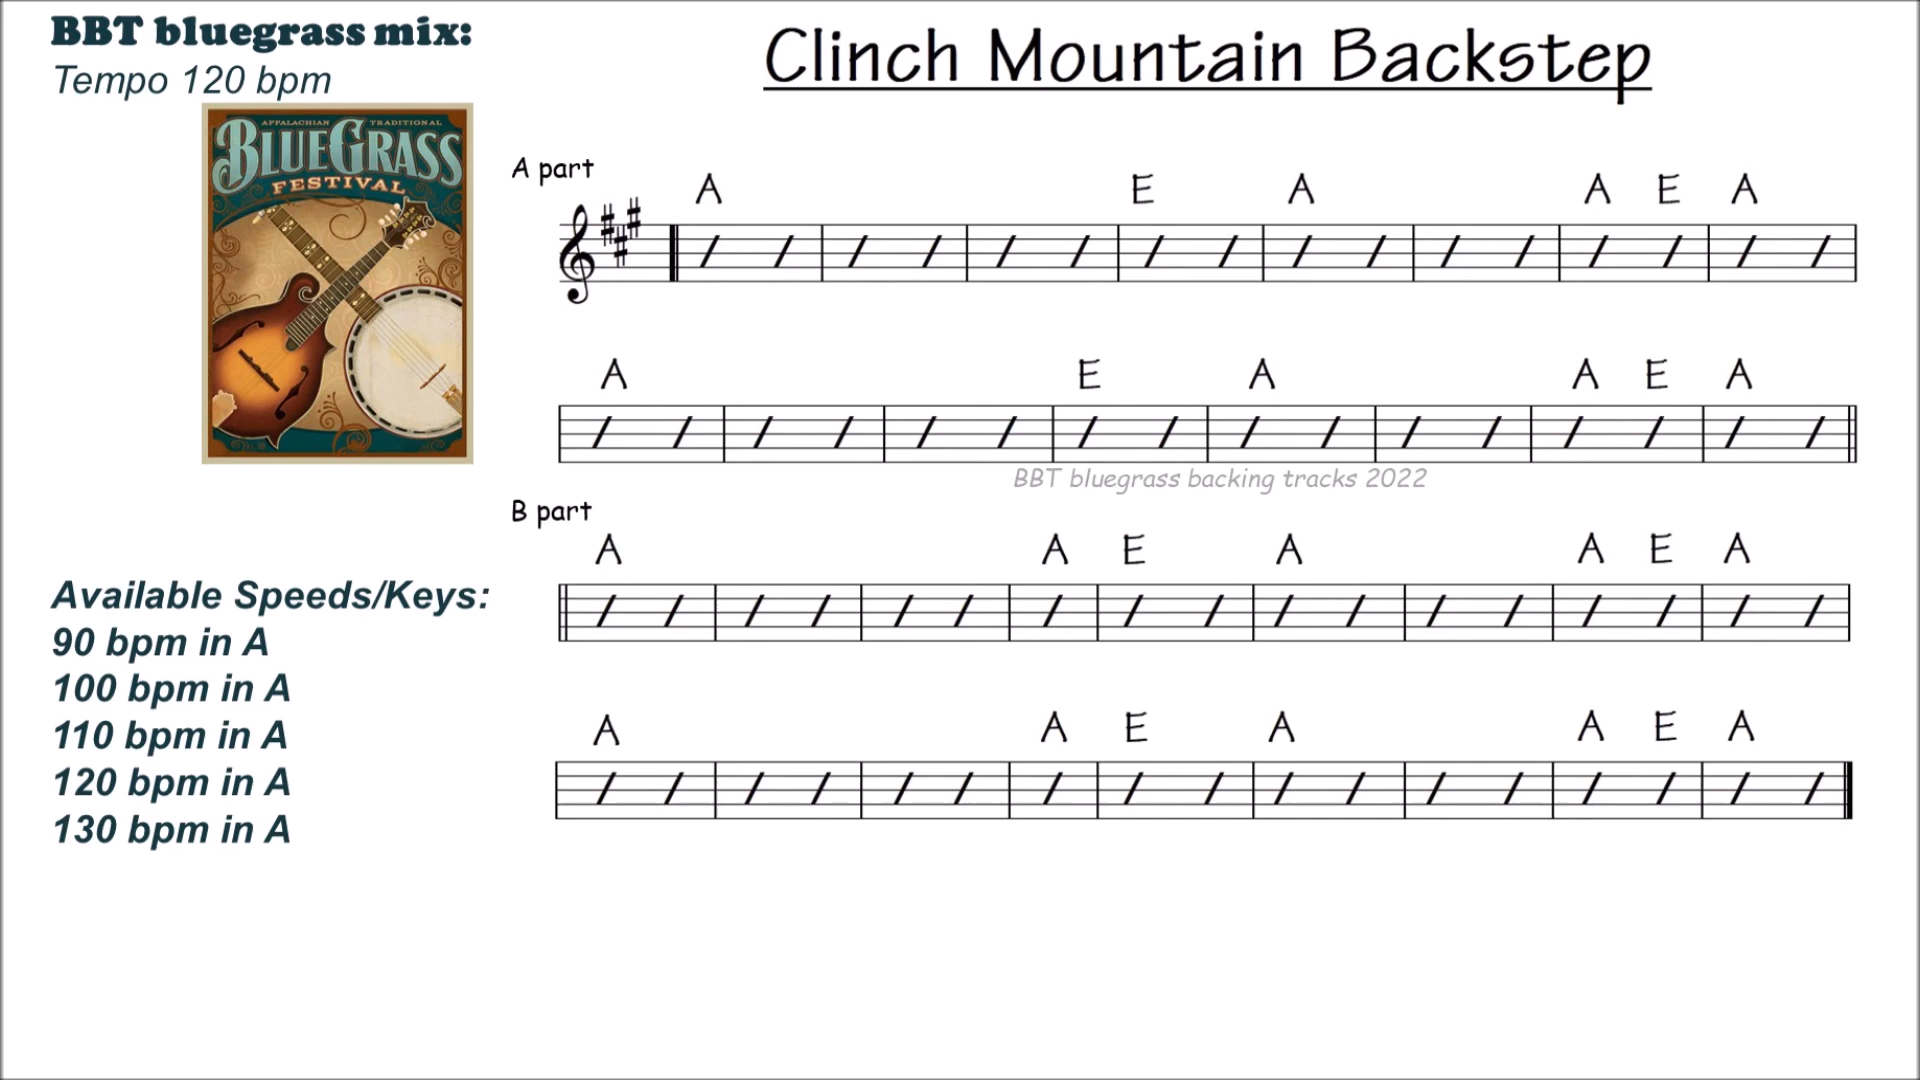 BBT bluegrass mix:
Tempo 120 bpm
APPALACHIAN TRADITIONAL
BLUEGRASS
FESTIVAL
Available Speeds/Keys:
90 bpm in A
100 bpm in A
110 bpm in A
120 bpm in A
130 bpm in A
Clinch Mountain Backstep
A part
A E A A E A
A E A A E A
BBT bluegrass backing tracks 2022
B part
A A E A A E A
A A E A A E A